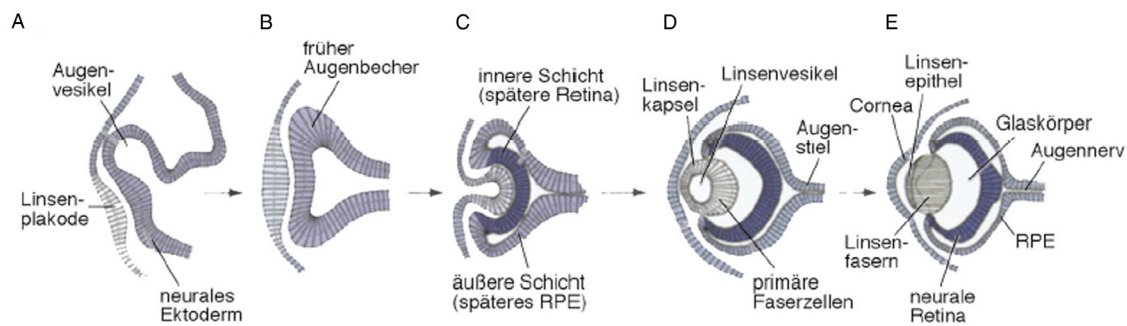 A
B
C
D
E
Augen-
vesikel
Linsen-
plakode
neurales
Ektoderm
früher
Augenbecher
innere Schicht
(spätere Retina)
äußere Schicht
(späteres RPE)
Linsen-
kapsel
Linsenvesikel
Augen-
stiel
primäre
Faserzellen
Linsen-
epithel
Cornea
Glaskörper
Augennerv
Linsen-
fasern
RPE
neurale
Retina